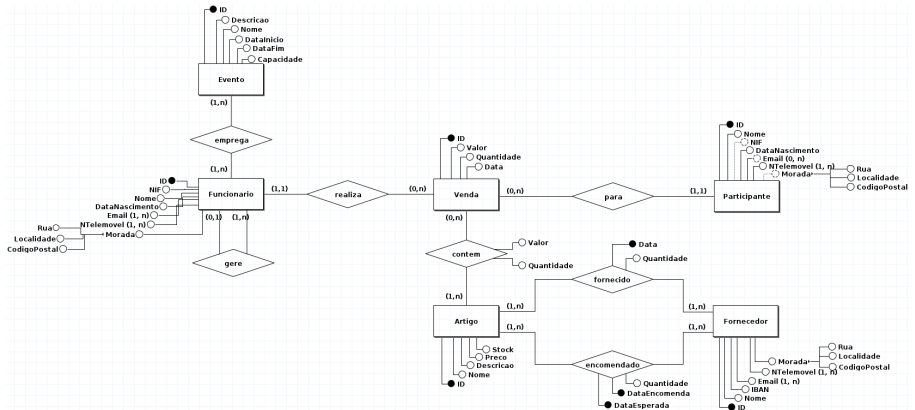 ID
Descricao
Nome
DataInicio
DataFim
Capacidade
Evento
(1,n)
emprega
(1,n)
ID
NIF
Nome
DataNascimento
Email (1, n)
NTelemovel (1, n)
Morada
Rua
Localidade
CodigoPostal
Funcionario
(0,1)
(1,n)
gere
(1,1)
realiza
(0,n)
ID
Valor
Quantidade
Data
Venda
(0,n)
para
(1,1)
ID
Nome
NIF
DataNascimento
Email (0, n)
NTelemovel (1, n)
Morada
Rua
Localidade
CodigoPostal
Participante
(0,n)
contem
Valor
Quantidade
(1,n)
Artigo
Stock
Preco
Descricao
Nome
ID
(1,n)
fornecido
Data
Quantidade
(1,n)
(1,n)
encomendado
Quantidade
DataEncomenda
DataEsperada
(1,n)
Fornecedor
Morada
Rua
Localidade
CodigoPostal
NTelemovel (1, n)
Email (1, n)
IBAN
Nome
ID